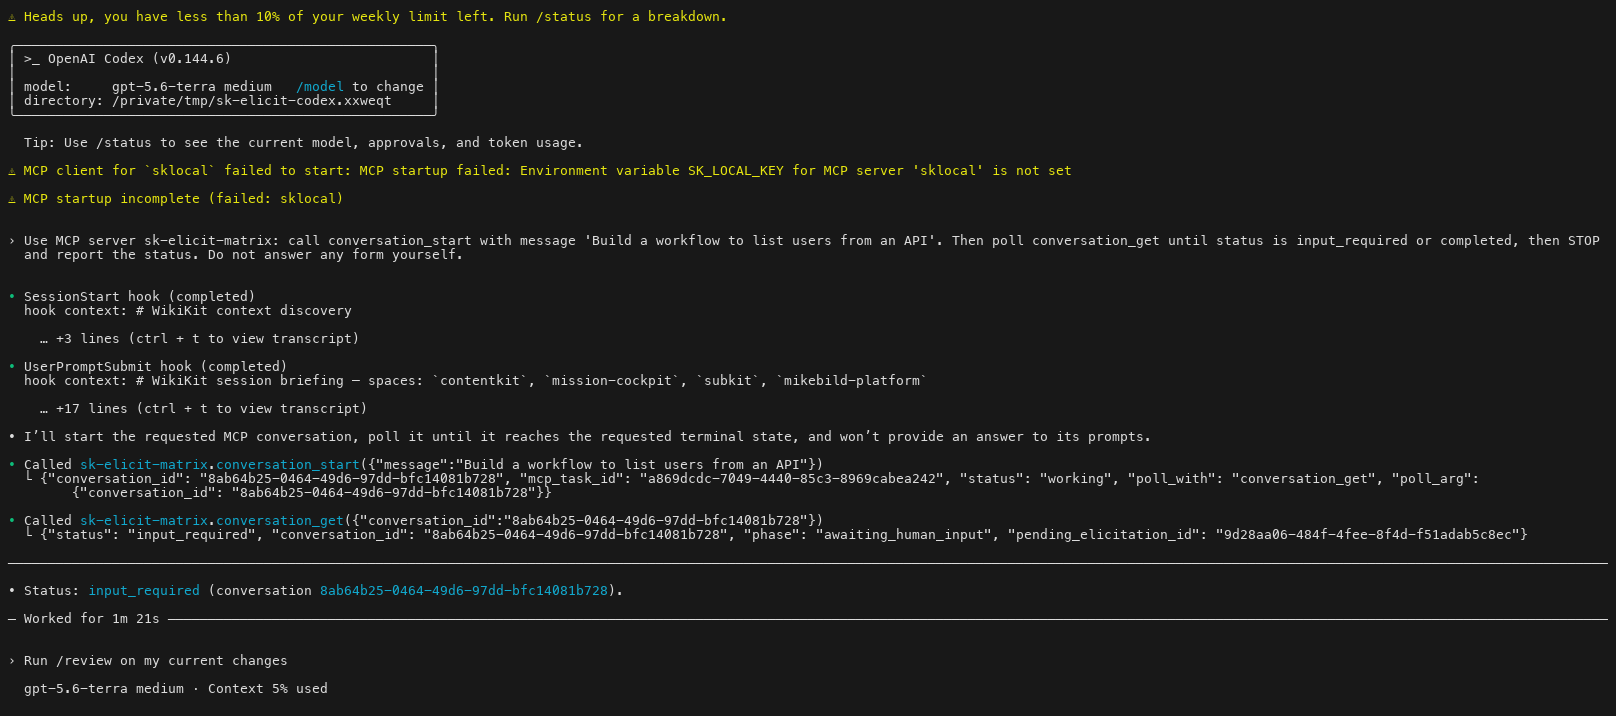 ⚠ Heads up, you have less than 10% of your weekly limit left. Run /status for a breakdown.
>_ OpenAI Codex (v0.144.6)
model:     gpt-5.6-terra medium   /model to change
directory: /private/tmp/sk-elicit-codex.xxweqt
Tip: Use /status to see the current model, approvals, and token usage.
⚠ MCP client for `sklocal` failed to start: MCP startup failed: Environment variable SK_LOCAL_KEY for MCP server 'sklocal' is not set
⚠ MCP startup incomplete (failed: sklocal)
› Use MCP server sk-elicit-matrix: call conversation_start with message 'Build a workflow to list users from an API'. Then poll conversation_get until status is input_required or completed, then STOP
and report the status. Do not answer any form yourself.
• SessionStart hook (completed)
hook context: # WikiKit context discovery
… +3 lines (ctrl + t to view transcript)
• UserPromptSubmit hook (completed)
hook context: # WikiKit session briefing — spaces: `contentkit`, `mission-cockpit`, `subkit`, `mikebild-platform`
… +17 lines (ctrl + t to view transcript)
• I’ll start the requested MCP conversation, poll it until it reaches the requested terminal state, and won’t provide an answer to its prompts.
• Called sk-elicit-matrix.conversation_start({"message":"Build a workflow to list users from an API"})
└ {"conversation_id": "8ab64b25-0464-49d6-97dd-bfc14081b728", "mcp_task_id": "a869dcdc-7049-4440-85c3-8969cabea242", "status": "working", "poll_with": "conversation_get", "poll_arg":
{"conversation_id": "8ab64b25-0464-49d6-97dd-bfc14081b728"}}
• Called sk-elicit-matrix.conversation_get({"conversation_id":"8ab64b25-0464-49d6-97dd-bfc14081b728"})
└ {"status": "input_required", "conversation_id": "8ab64b25-0464-49d6-97dd-bfc14081b728", "phase": "awaiting_human_input", "pending_elicitation_id": "9d28aa06-484f-4fee-8f4d-f51adab5c8ec"}
• Status: input_required (conversation 8ab64b25-0464-49d6-97dd-bfc14081b728).
— Worked for 1m 21s
› Run /review on my current changes
gpt-5.6-terra medium · Context 5% used